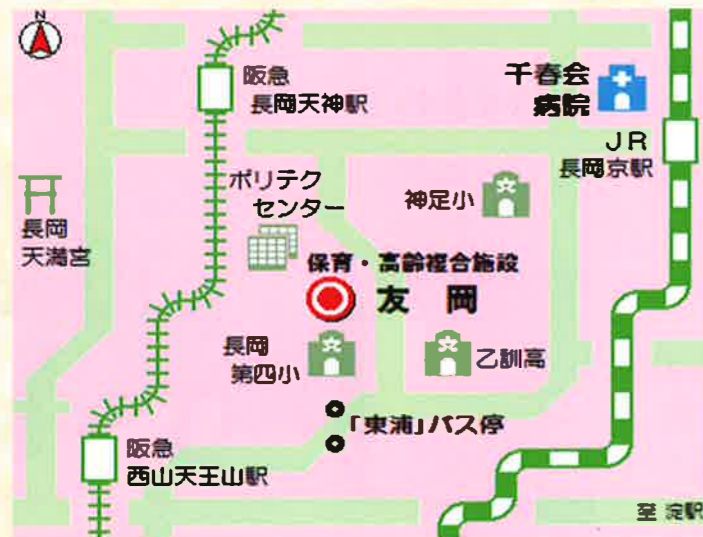 N
阪急
長岡天神駅
千春会
病院
JR
長岡京駅
ポリテク
センター
神足小
長岡
天満宮
保育・高齢複合施設
友岡
長岡
第四小
文
乙訓高
「東浦」バス停
阪急
西山天王山駅
至 淀駅